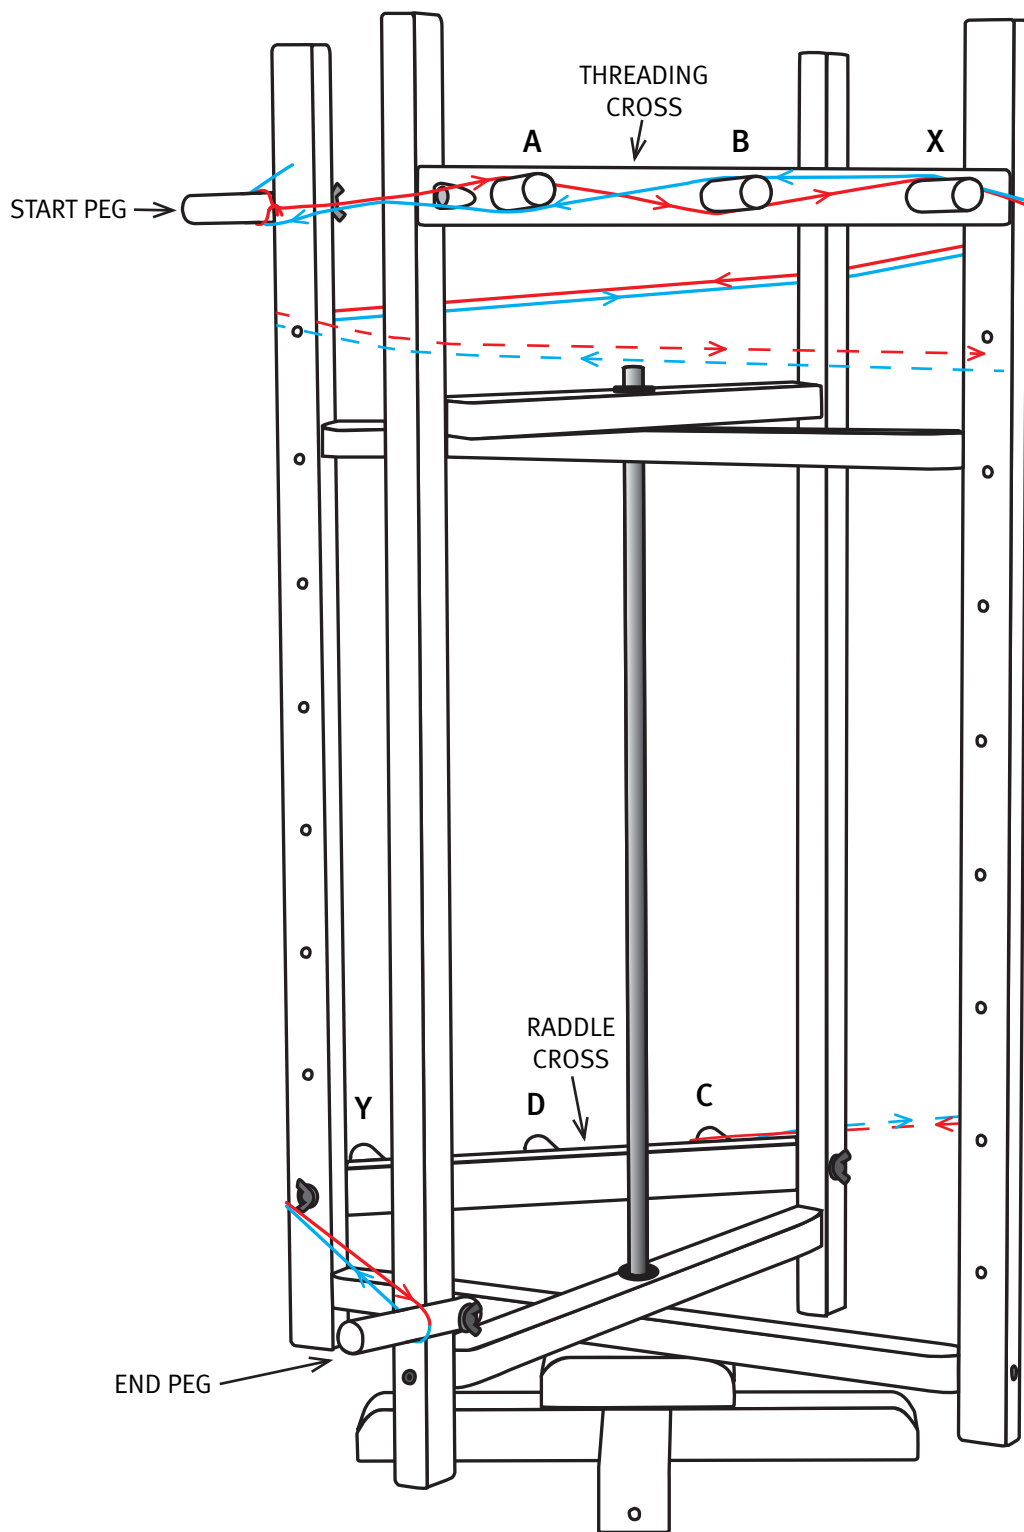 THREADING
CROSS
A
B
X
START PEG
RADDLE
CROSS
Y
D
C
END PEG